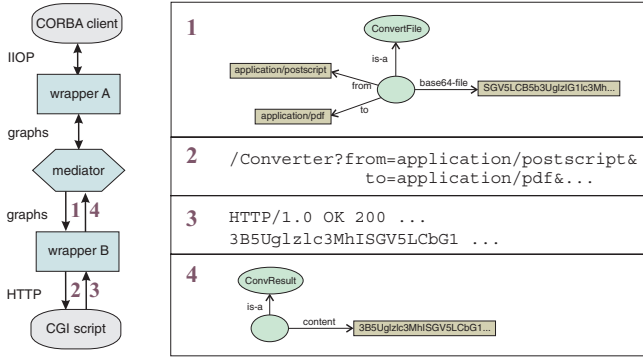 CORBA client
IIOP
wrapper A
graphs
mediator
graphs
1 4
wrapper B
HTTP
2 3
CGI script
1
ConvertFile
is-a
application/postscript
from
base64-file
SGV5LCB5b3UglzIG1lc3Mh...
to
application/pdf
2
/Converter?from=application/postscript&
to=application/pdf&...
3
HTTP/1.0 OK 200 ...
3B5Uglzlc3MhISGV5LCbG1 ...
4
ConvResult
is-a
content
3B5Uglzlc3MhISGV5LCbG1...